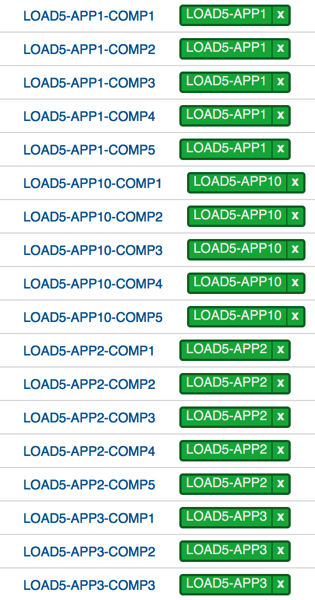 LOAD5-APP1-COMP1 LOAD5-APP1 x
LOAD5-APP1-COMP2 LOAD5-APP1 x
LOAD5-APP1-COMP3 LOAD5-APP1 x
LOAD5-APP1-COMP4 LOAD5-APP1 x
LOAD5-APP1-COMP5 LOAD5-APP1 x
LOAD5-APP10-COMP1 LOAD5-APP10 x
LOAD5-APP10-COMP2 LOAD5-APP10 x
LOAD5-APP10-COMP3 LOAD5-APP10 x
LOAD5-APP10-COMP4 LOAD5-APP10 x
LOAD5-APP10-COMP5 LOAD5-APP10 x
LOAD5-APP2-COMP1 LOAD5-APP2 x
LOAD5-APP2-COMP2 LOAD5-APP2 x
LOAD5-APP2-COMP3 LOAD5-APP2 x
LOAD5-APP2-COMP4 LOAD5-APP2 x
LOAD5-APP2-COMP5 LOAD5-APP2 x
LOAD5-APP3-COMP1 LOAD5-APP3 x
LOAD5-APP3-COMP2 LOAD5-APP3 x
LOAD5-APP3-COMP3 LOAD5-APP3 x